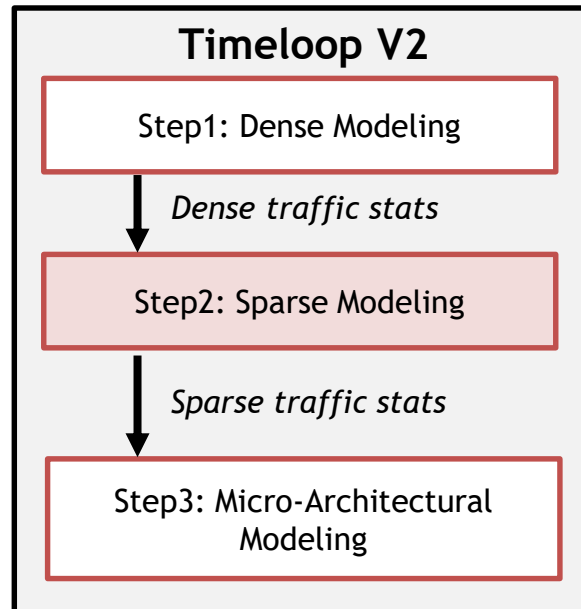 Timeloop V2
Step1: Dense Modeling
Dense traffic stats
Step2: Sparse Modeling
Sparse traffic stats
Step3: Micro-Architectural
Modeling